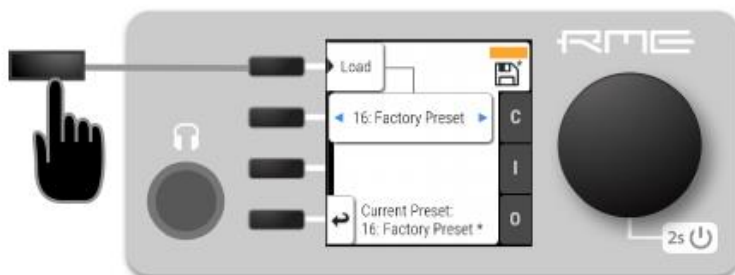 RME
Load
16: Factory Preset
C
I
O
Current Preset:
16: Factory Preset *
2s